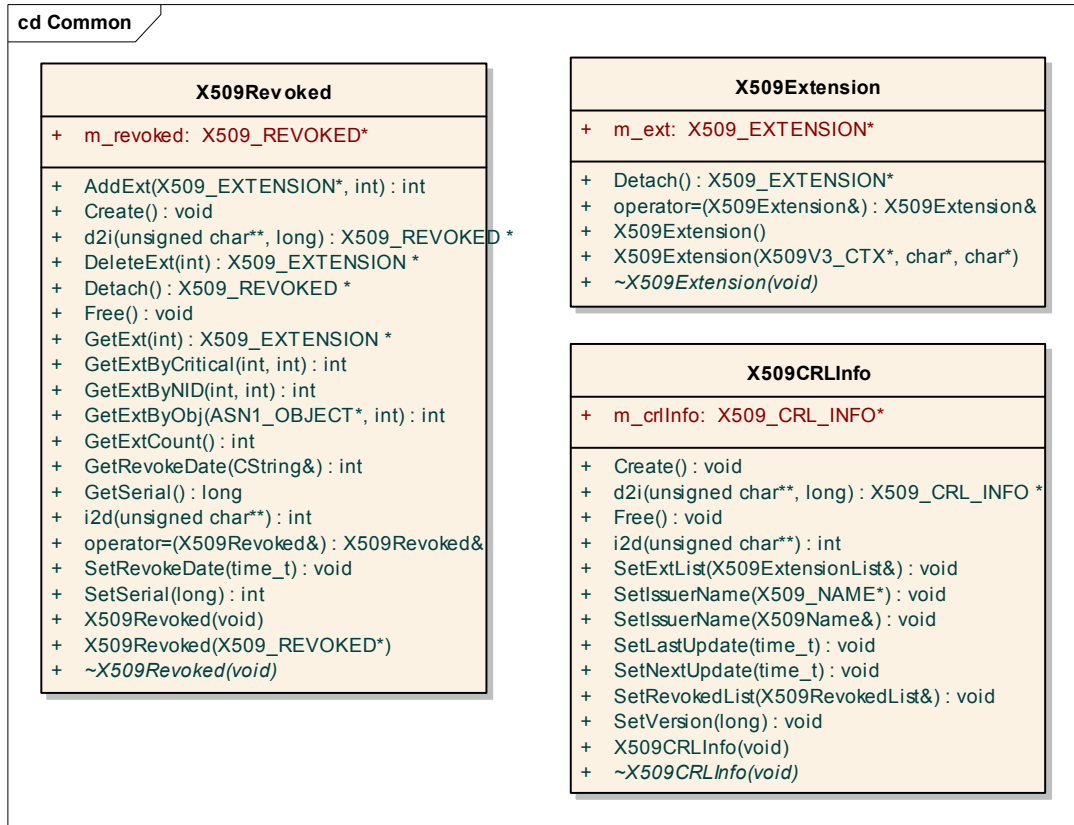 cd Common
X509Revoked
+ m_revoked: X509_REVOKED*
+ AddExt(X509_EXTENSION*, int) : int
+ Create() : void
+ d2i(unsigned char**, long) : X509_REVOKED *
+ DeleteExt(int) : X509_EXTENSION *
+ Detach() : X509_REVOKED *
+ Free() : void
+ GetExt(int) : X509_EXTENSION *
+ GetExtByCritical(int, int) : int
+ GetExtByNID(int, int) : int
+ GetExtByObj(ASN1_OBJECT*, int) : int
+ GetExtCount() : int
+ GetRevokeDate(CString&) : int
+ GetSerial() : long
+ i2d(unsigned char**) : int
+ operator=(X509Revoked&) : X509Revoked&
+ SetRevokeDate(time_t) : void
+ SetSerial(long) : int
+ X509Revoked(void)
+ X509Revoked(X509_REVOKED*)
+ ~X509Revoked(void)
X509Extension
+ m_ext: X509_EXTENSION*
+ Detach() : X509_EXTENSION*
+ operator=(X509Extension&) : X509Extension&
+ X509Extension()
+ X509Extension(X509V3_CTX*, char*, char*)
+ ~X509Extension(void)
X509CRLInfo
+ m_crlInfo: X509_CRL_INFO*
+ Create() : void
+ d2i(unsigned char**, long) : X509_CRL_INFO *
+ Free() : void
+ i2d(unsigned char**) : int
+ SetExtList(X509ExtensionList&) : void
+ SetIssuerName(X509_NAME*) : void
+ SetIssuerName(X509Name&) : void
+ SetLastUpdate(time_t) : void
+ SetNextUpdate(time_t) : void
+ SetRevokedList(X509RevokedList&) : void
+ SetVersion(long) : void
+ X509CRLInfo(void)
+ ~X509CRLInfo(void)